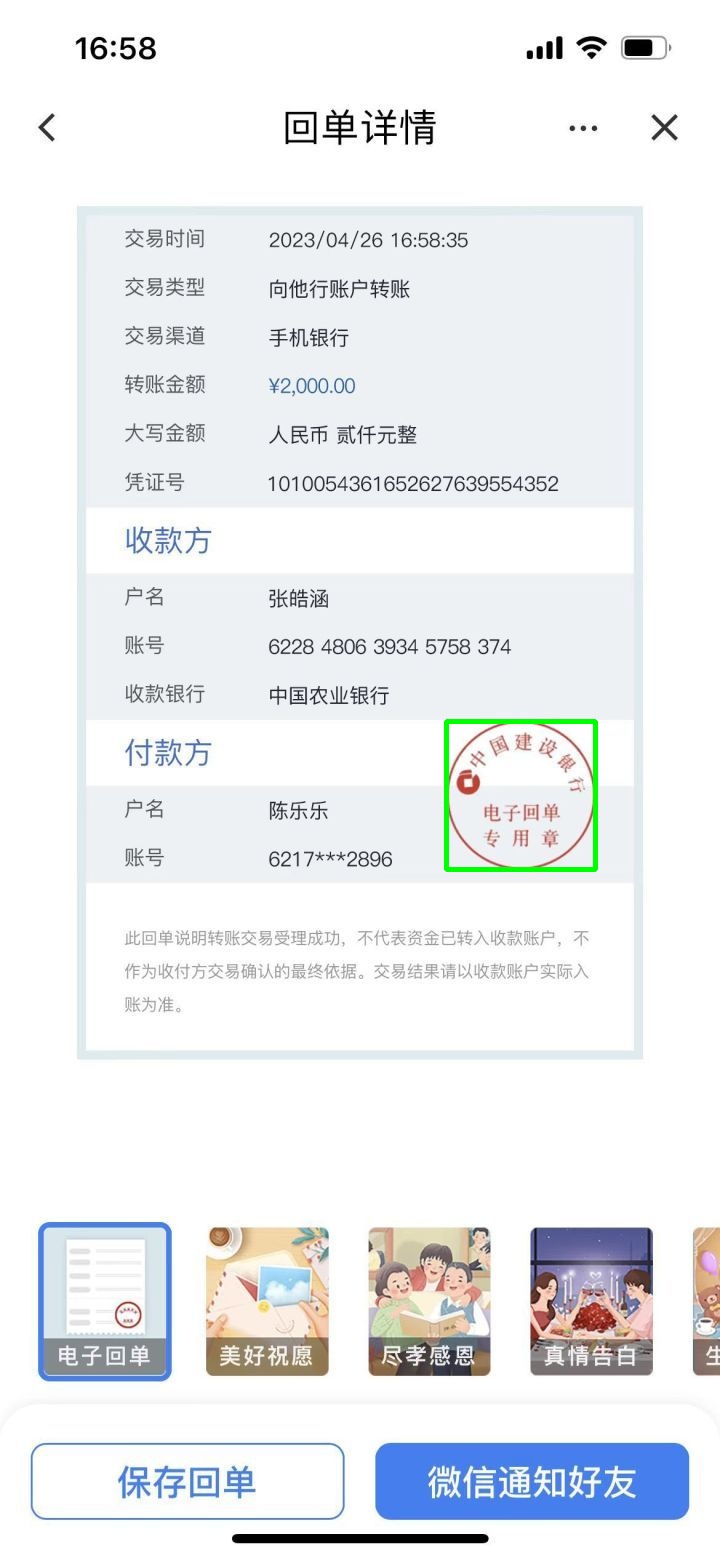 16:58
回单详情
交易时间 2023/04/26 16:58:35
交易类型 向他行账户转账
交易渠道 手机银行
转账金额 ¥2,000.00
大写金额 人民币 贰仟元整
凭证号 1010054361652627639554352
收款方
户名 张皓涵
账号 6228 4806 3934 5758 374
收款银行 中国农业银行
付款方
中国建设银行
电子回单
专用章
户名 陈乐乐
账号 6217***2896
此回单说明转账交易受理成功，不代表资金已转入收款账户，不
作为收付方交易确认的最终依据。交易结果请以收款账户实际入
账为准。
电子回单 美好祝愿 尽孝感恩 真情告白 生
保存回单 微信通知好友